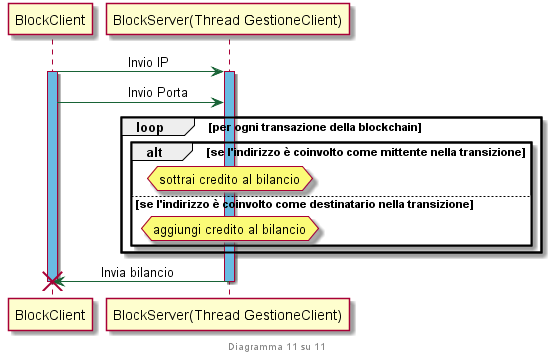 BlockClient
BlockServer(Thread GestioneClient)
Invio IP
Invio Porta
loop [per ogni transazione della blockchain]
alt [se l'indirizzo è coinvolto come mittente nella transizione]
sottrai credito al bilancio
[se l'indirizzo è coinvolto come destinatario nella transizione]
aggiungi credito al bilancio
Invia bilancio
BlockClient
BlockServer(Thread GestioneClient)
Diagramma 11 su 11